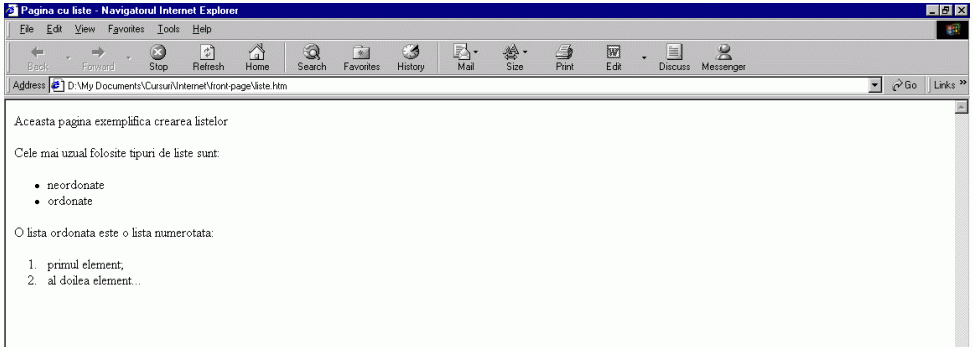 Pagina cu liste - Navigatorul Internet Explorer
File Edit View Favorites Tools Help
Back Forward Stop Refresh Home Search Favorites History Mail Size Print Edit Discuss Messenger
Address D:\My Documents\Cursuri\Internet\front-page\liste.htm Go Links »
Aceasta pagina exemplifica crearea listelor
Cele mai uzual folosite tipuri de liste sunt:
• neordonate
• ordonate
O lista ordonata este o lista numerotata:
1. primul element;
2. al doilea element...